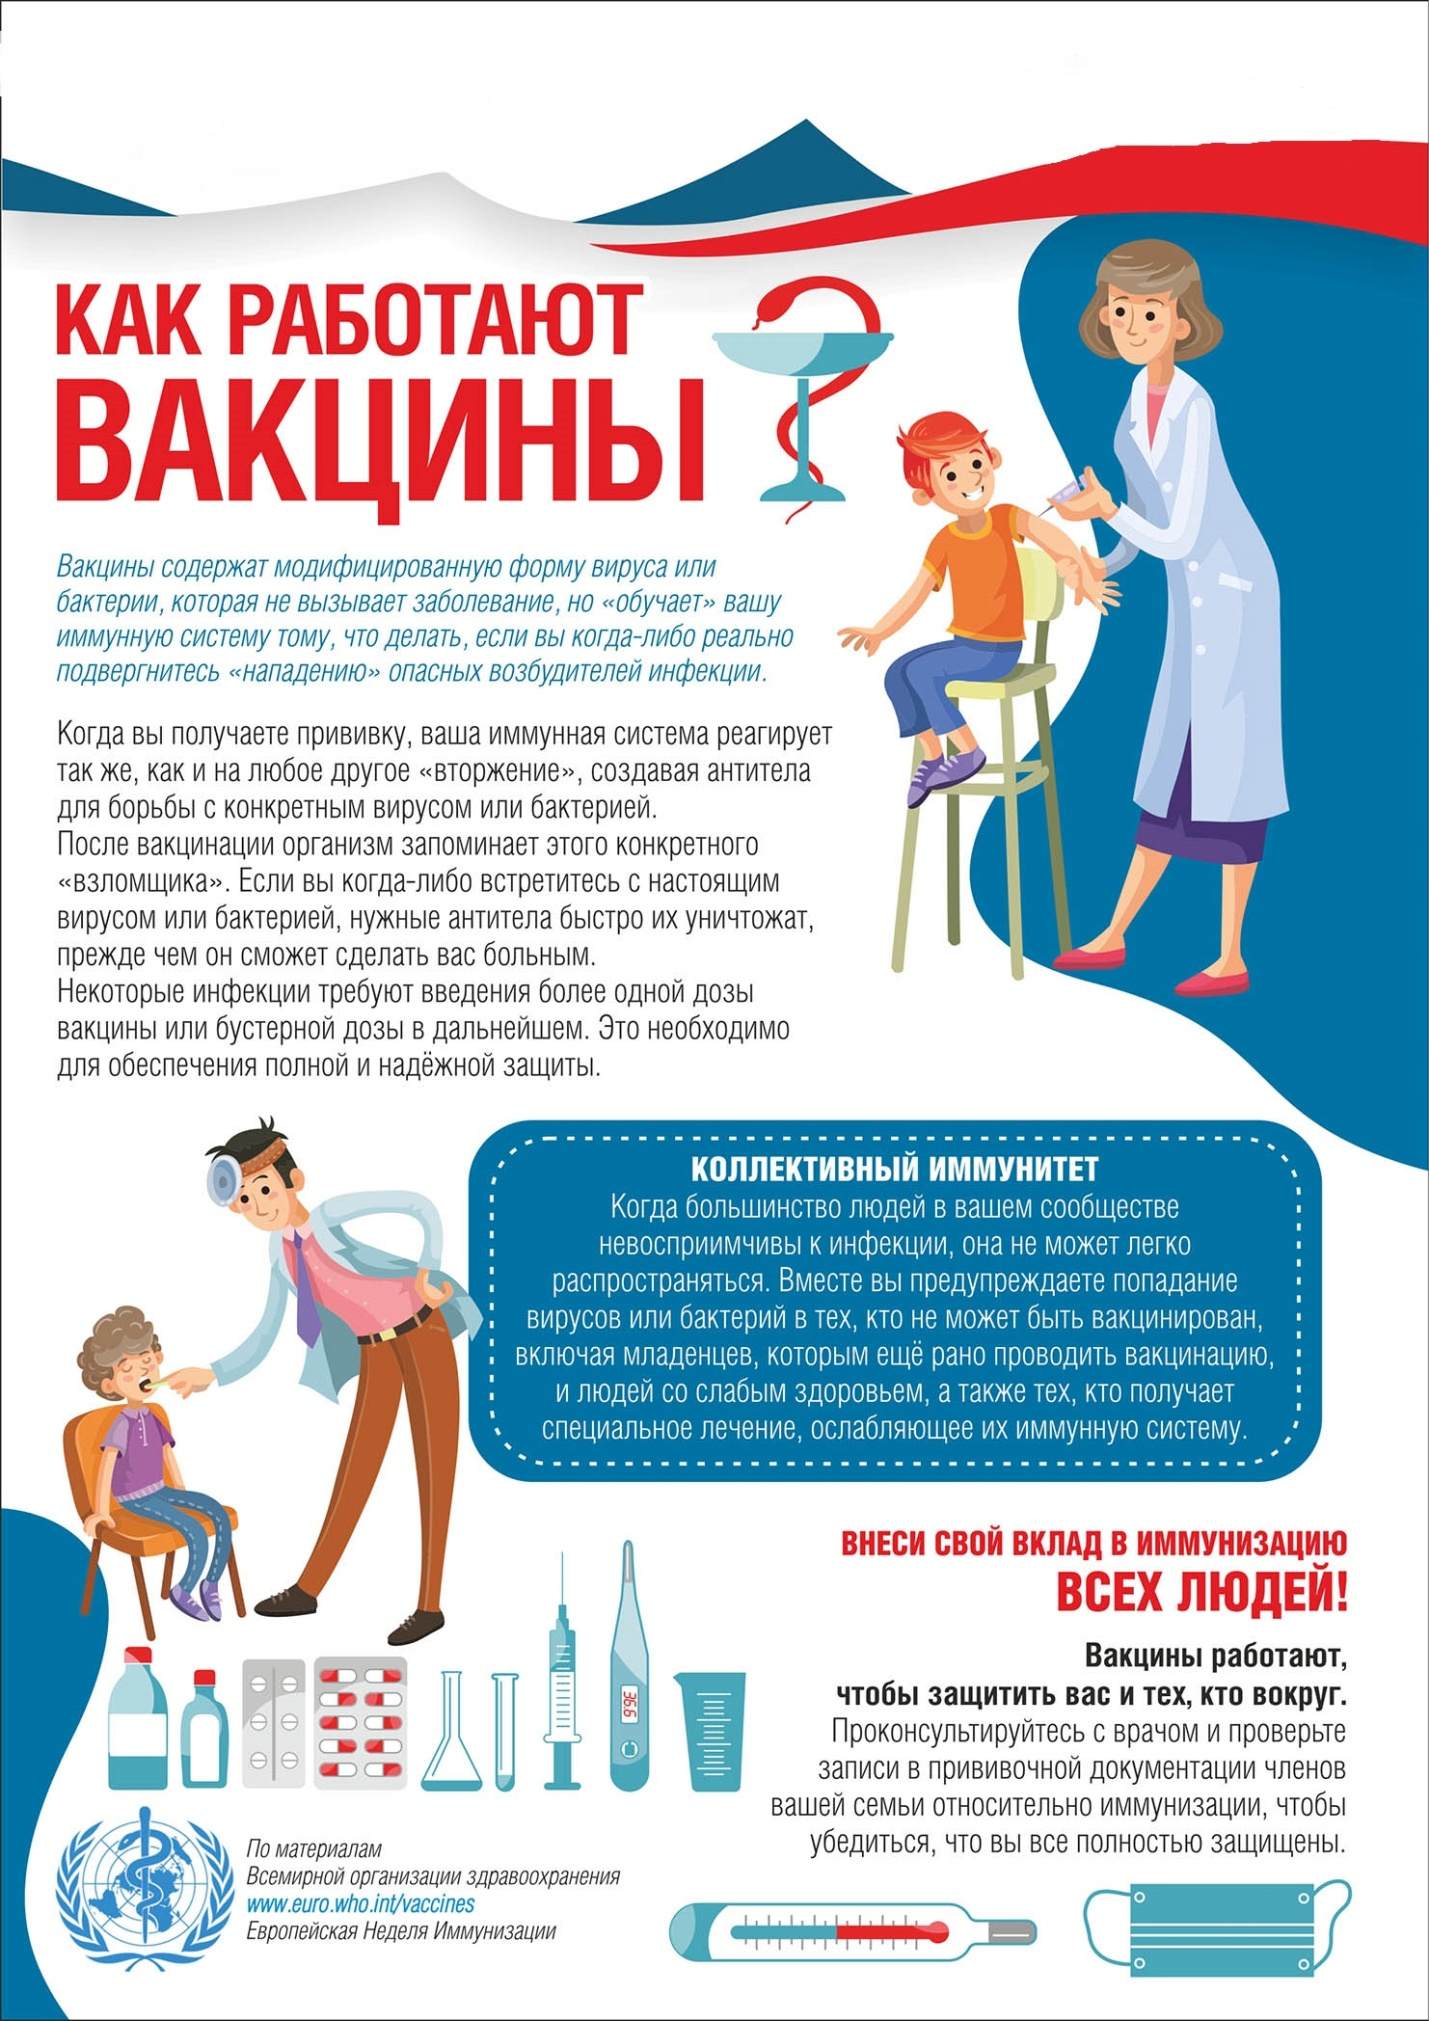 КАК РАБОТАЮТ
ВАКЦИНЫ
Вакцины содержат модифицированную форму вируса или
бактерии, которая не вызывает заболевание, но «обучает» вашу
иммунную систему тому, что делать, если вы когда-либо реально
подвергнитесь «нападению» опасных возбудителей инфекции.
Когда вы получаете прививку, ваша иммунная система реагирует
так же, как и на любое другое «вторжение», создавая антитела
для борьбы с конкретным вирусом или бактерией.
После вакцинации организм запоминает этого конкретного
«взломщика». Если вы когда-либо встретитесь с настоящим
вирусом или бактерией, нужные антитела быстро их уничтожат,
прежде чем он сможет сделать вас больным.
Некоторые инфекции требуют введения более одной дозы
вакцины или бустерной дозы в дальнейшем. Это необходимо
для обеспечения полной и надёжной защиты.
КОЛЛЕКТИВНЫЙ ИММУНИТЕТ
Когда большинство людей в вашем сообществе
невосприимчивы к инфекции, она не может легко
распространяться. Вместе вы предупреждаете попадание
вирусов или бактерий в тех, кто не может быть вакцинирован,
включая младенцев, которым ещё рано проводить вакцинацию,
и людей со слабым здоровьем, а также тех, кто получает
специальное лечение, ослабляющее их иммунную систему.
ВНЕСИ СВОЙ ВКЛАД В ИММУНИЗАЦИЮ
ВСЕХ ЛЮДЕЙ!
Вакцины работают,
чтобы защитить вас и тех, кто вокруг.
Проконсультируйтесь с врачом и проверьте
записи в прививочной документации членов
вашей семьи относительно иммунизации, чтобы
убедиться, что вы все полностью защищены.
36.6
По материалам
Всемирной организации здравоохранения
www.euro.who.int/vaccines
Европейская Неделя Иммунизации